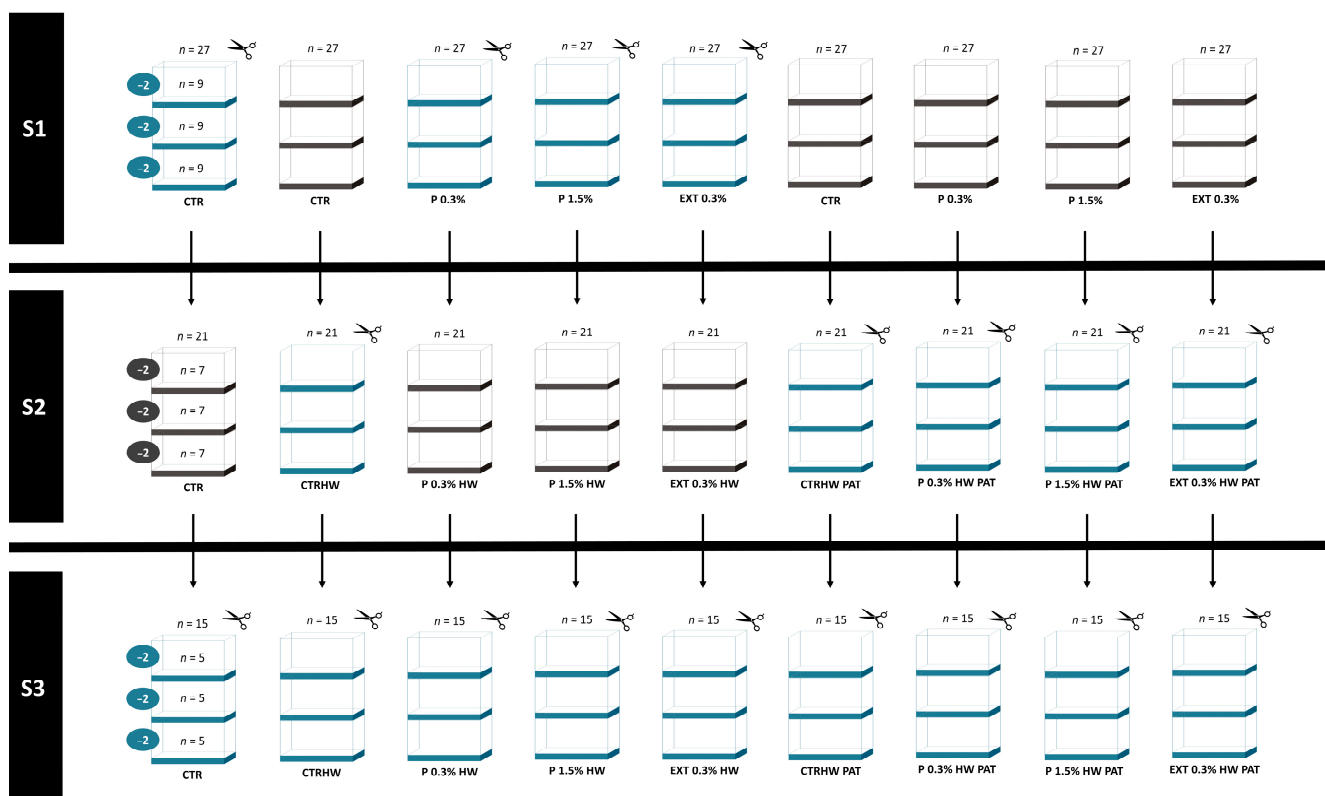 n = 27 n = 27 n = 27 n = 27 n = 27 n = 27 n = 27 n = 27 n = 27
–2 n = 9
S1
–2 n = 9
–2 n = 9
CTR CTR P 0.3% P 1.5% EXT 0.3% CTR P 0.3% P 1.5% EXT 0.3%
n = 21 n = 21 n = 21 n = 21 n = 21 n = 21 n = 21 n = 21 n = 21
–2 n = 7
S2
–2 n = 7
–2 n = 7
CTR CTRHW P 0.3% HW P 1.5% HW EXT 0.3% HW CTRHW PAT P 0.3% HW PAT P 1.5% HW PAT EXT 0.3% HW PAT
n = 15 n = 15 n = 15 n = 15 n = 15 n = 15 n = 15 n = 15 n = 15
–2 n = 5
S3
–2 n = 5
–2 n = 5
CTR CTRHW P 0.3% HW P 1.5% HW EXT 0.3% HW CTRHW PAT P 0.3% HW PAT P 1.5% HW PAT EXT 0.3% HW PAT